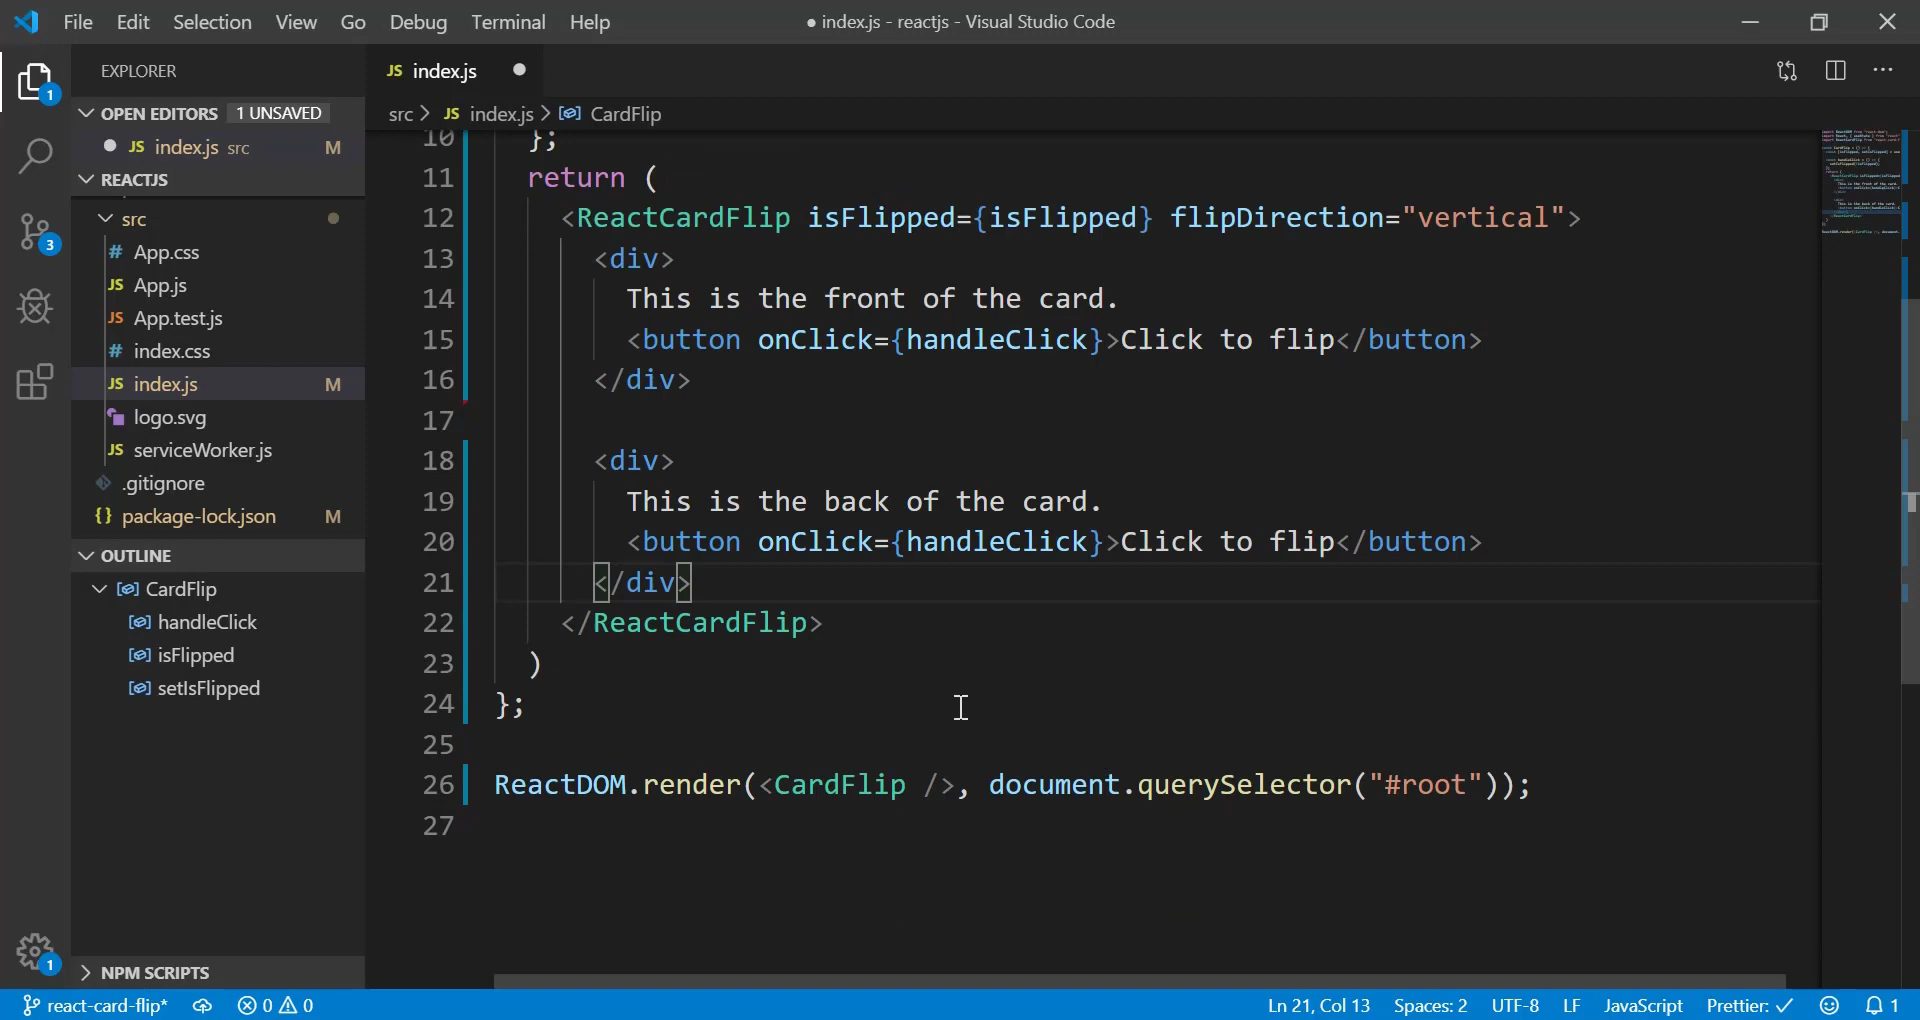 File Edit Selection View Go Debug Terminal Help
● index.js - reactjs - Visual Studio Code
EXPLORER
OPEN EDITORS 1 UNSAVED
JS index.js src M
REACTJS
src
# App.css
JS App.js
JS App.test.js
# index.css
JS index.js M
logo.svg
JS serviceWorker.js
.gitignore
{} package-lock.json M
OUTLINE
CardFlip
handleClick
isFlipped
setIsFlipped
NPM SCRIPTS
1
3
1
JS index.js
src > JS index.js > CardFlip
10 };
11 return (
12 <ReactCardFlip isFlipped={isFlipped} flipDirection="vertical">
13 <div>
14 This is the front of the card.
15 <button onClick={handleClick}>Click to flip</button>
16 </div>
17
18 <div>
19 This is the back of the card.
20 <button onClick={handleClick}>Click to flip</button>
21 </div>
22 </ReactCardFlip>
23 )
24 };
25
26 ReactDOM.render(<CardFlip />, document.querySelector("#root"));
27
react-card-flip* 0 0 Ln 21, Col 13 Spaces: 2 UTF-8 LF JavaScript Prettier: ✓ 1